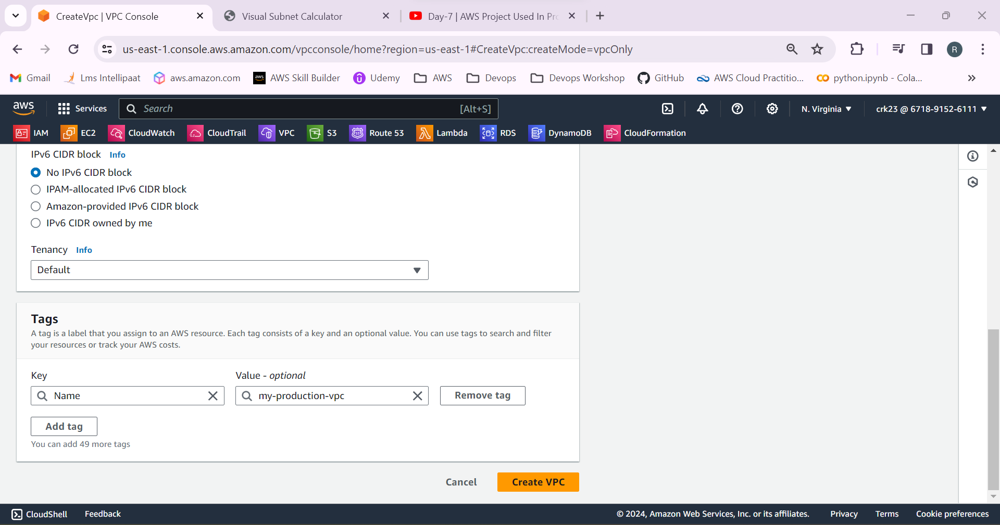 CreateVpc | VPC Console
Visual Subnet Calculator
Day-7 | AWS Project Used In Pr
us-east-1.console.aws.amazon.com/vpcconsole/home?region=us-east-1#CreateVpc:createMode=vpcOnly
R
Gmail
Lms Intellipaat
aws.amazon.com
aws
AWS Skill Builder
Udemy
AWS
Devops
Devops Workshop
GitHub
AWS Cloud Practitio...
python.ipynb - Cola...
aws
Services
Search
[Alt+S]
N. Virginia
crk23 @ 6718-9152-6111
IAM
EC2
CloudWatch
CloudTrail
VPC
S3
53
Route 53
Lambda
RDS
DynamoDB
CloudFormation
IPv6 CIDR block Info
No IPv6 CIDR block
IPAM-allocated IPv6 CIDR block
Amazon-provided IPv6 CIDR block
IPv6 CIDR owned by me
Tenancy Info
Default
Tags
A tag is a label that you assign to an AWS resource. Each tag consists of a key and an optional value. You can use tags to search and filter
your resources or track your AWS costs.
Key
Value - optional
Name
my-production-vpc
Remove tag
Add tag
You can add 49 more tags
Cancel
Create VPC
CloudShell
Feedback
© 2024, Amazon Web Services, Inc. or its affiliates.
Privacy
Terms
Cookie preferences